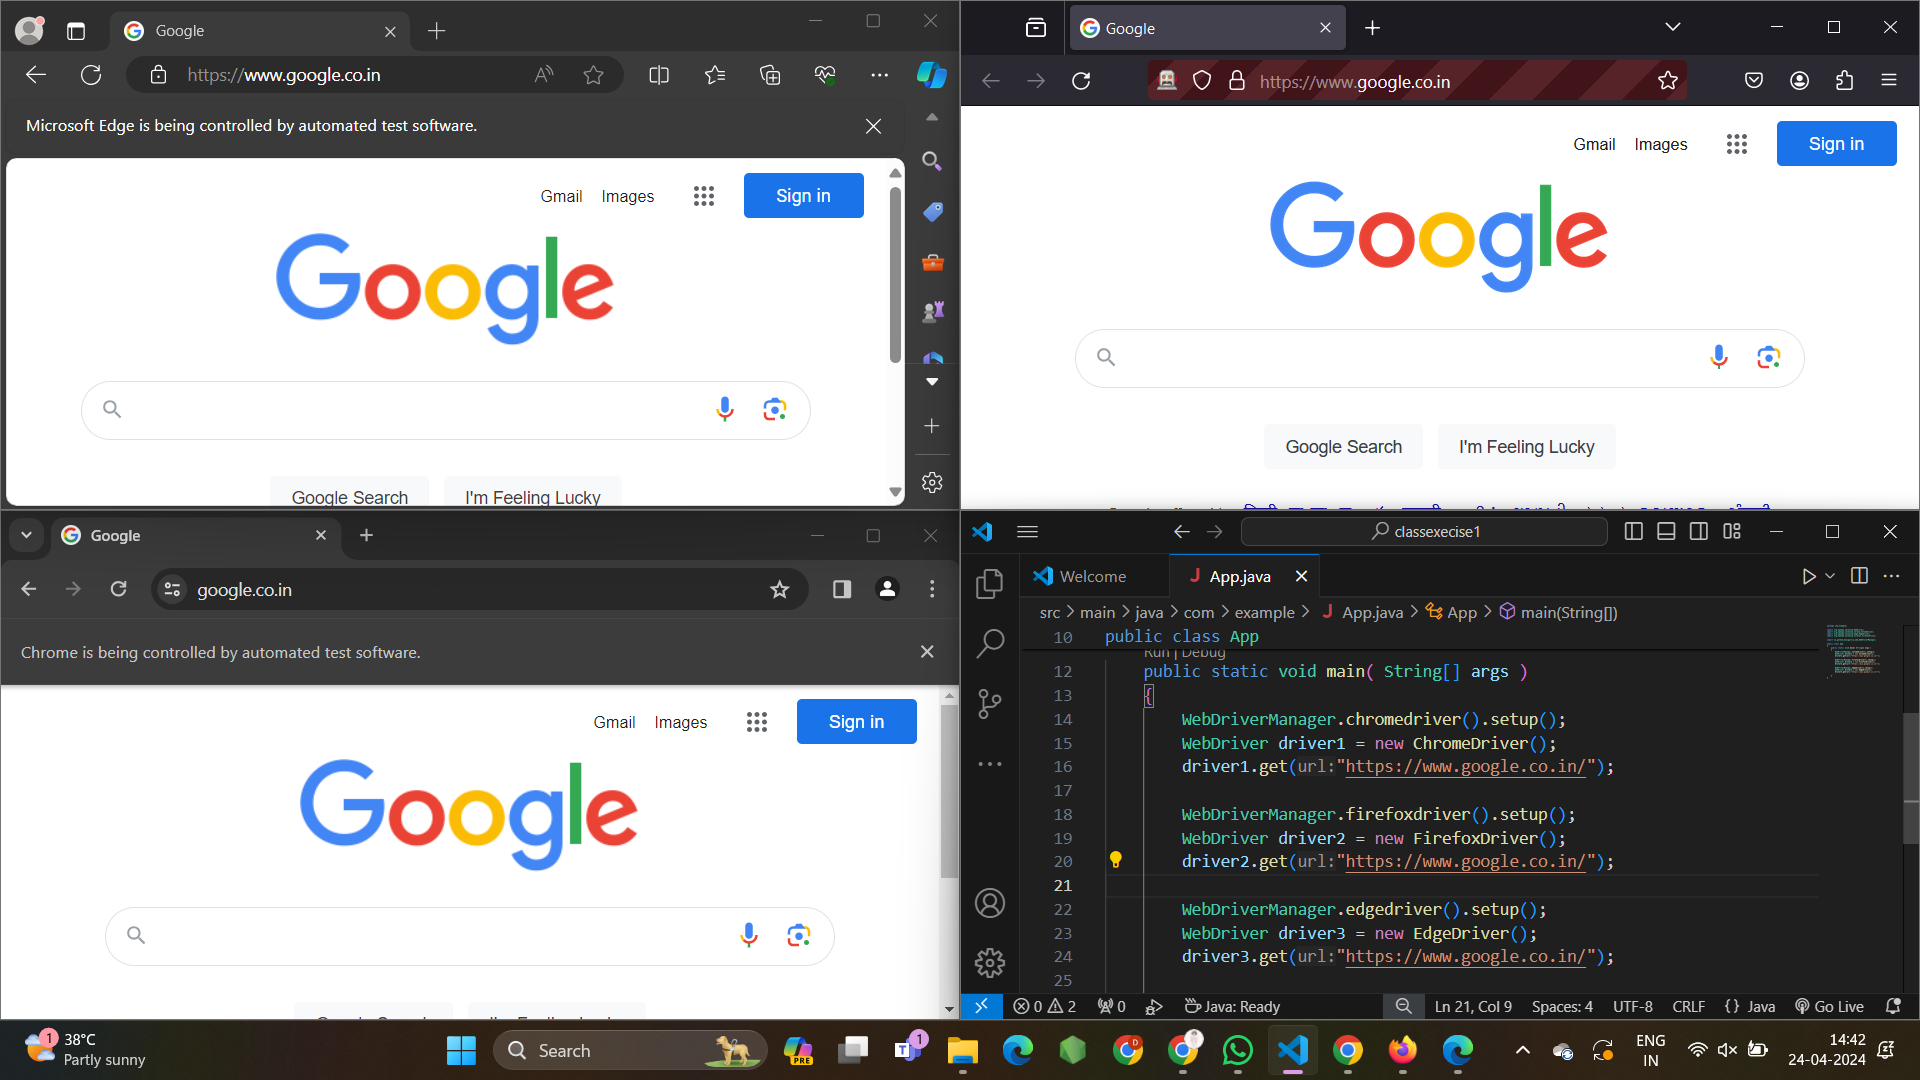 Google
https://www.google.co.in
Microsoft Edge is being controlled by automated test software.
Gmail Images Sign in
Google
Google Search I'm Feeling Lucky
Google
https://www.google.co.in
Gmail Images Sign in
Google
Google Search I'm Feeling Lucky
Google
google.co.in
Chrome is being controlled by automated test software.
Gmail Images Sign in
Google
classexecise1
Welcome J App.java
src > main > java > com > example > J App.java > App > main(String[])
10 public class App
Run | Debug
12 public static void main( String[] args )
13 {
14 WebDriverManager.chromedriver().setup();
15 WebDriver driver1 = new ChromeDriver();
16 driver1.get(url:"https://www.google.co.in/");
17
18 WebDriverManager.firefoxdriver().setup();
19 WebDriver driver2 = new FirefoxDriver();
20 driver2.get(url:"https://www.google.co.in/");
21
22 WebDriverManager.edgedriver().setup();
23 WebDriver driver3 = new EdgeDriver();
24 driver3.get(url:"https://www.google.co.in/");
25
0 2 0 Java: Ready Ln 21, Col 9 Spaces: 4 UTF-8 CRLF {} Java Go Live
1 38°C
Partly sunny
Search
PRE
T 1
D
ENG
IN
14:42
24-04-2024